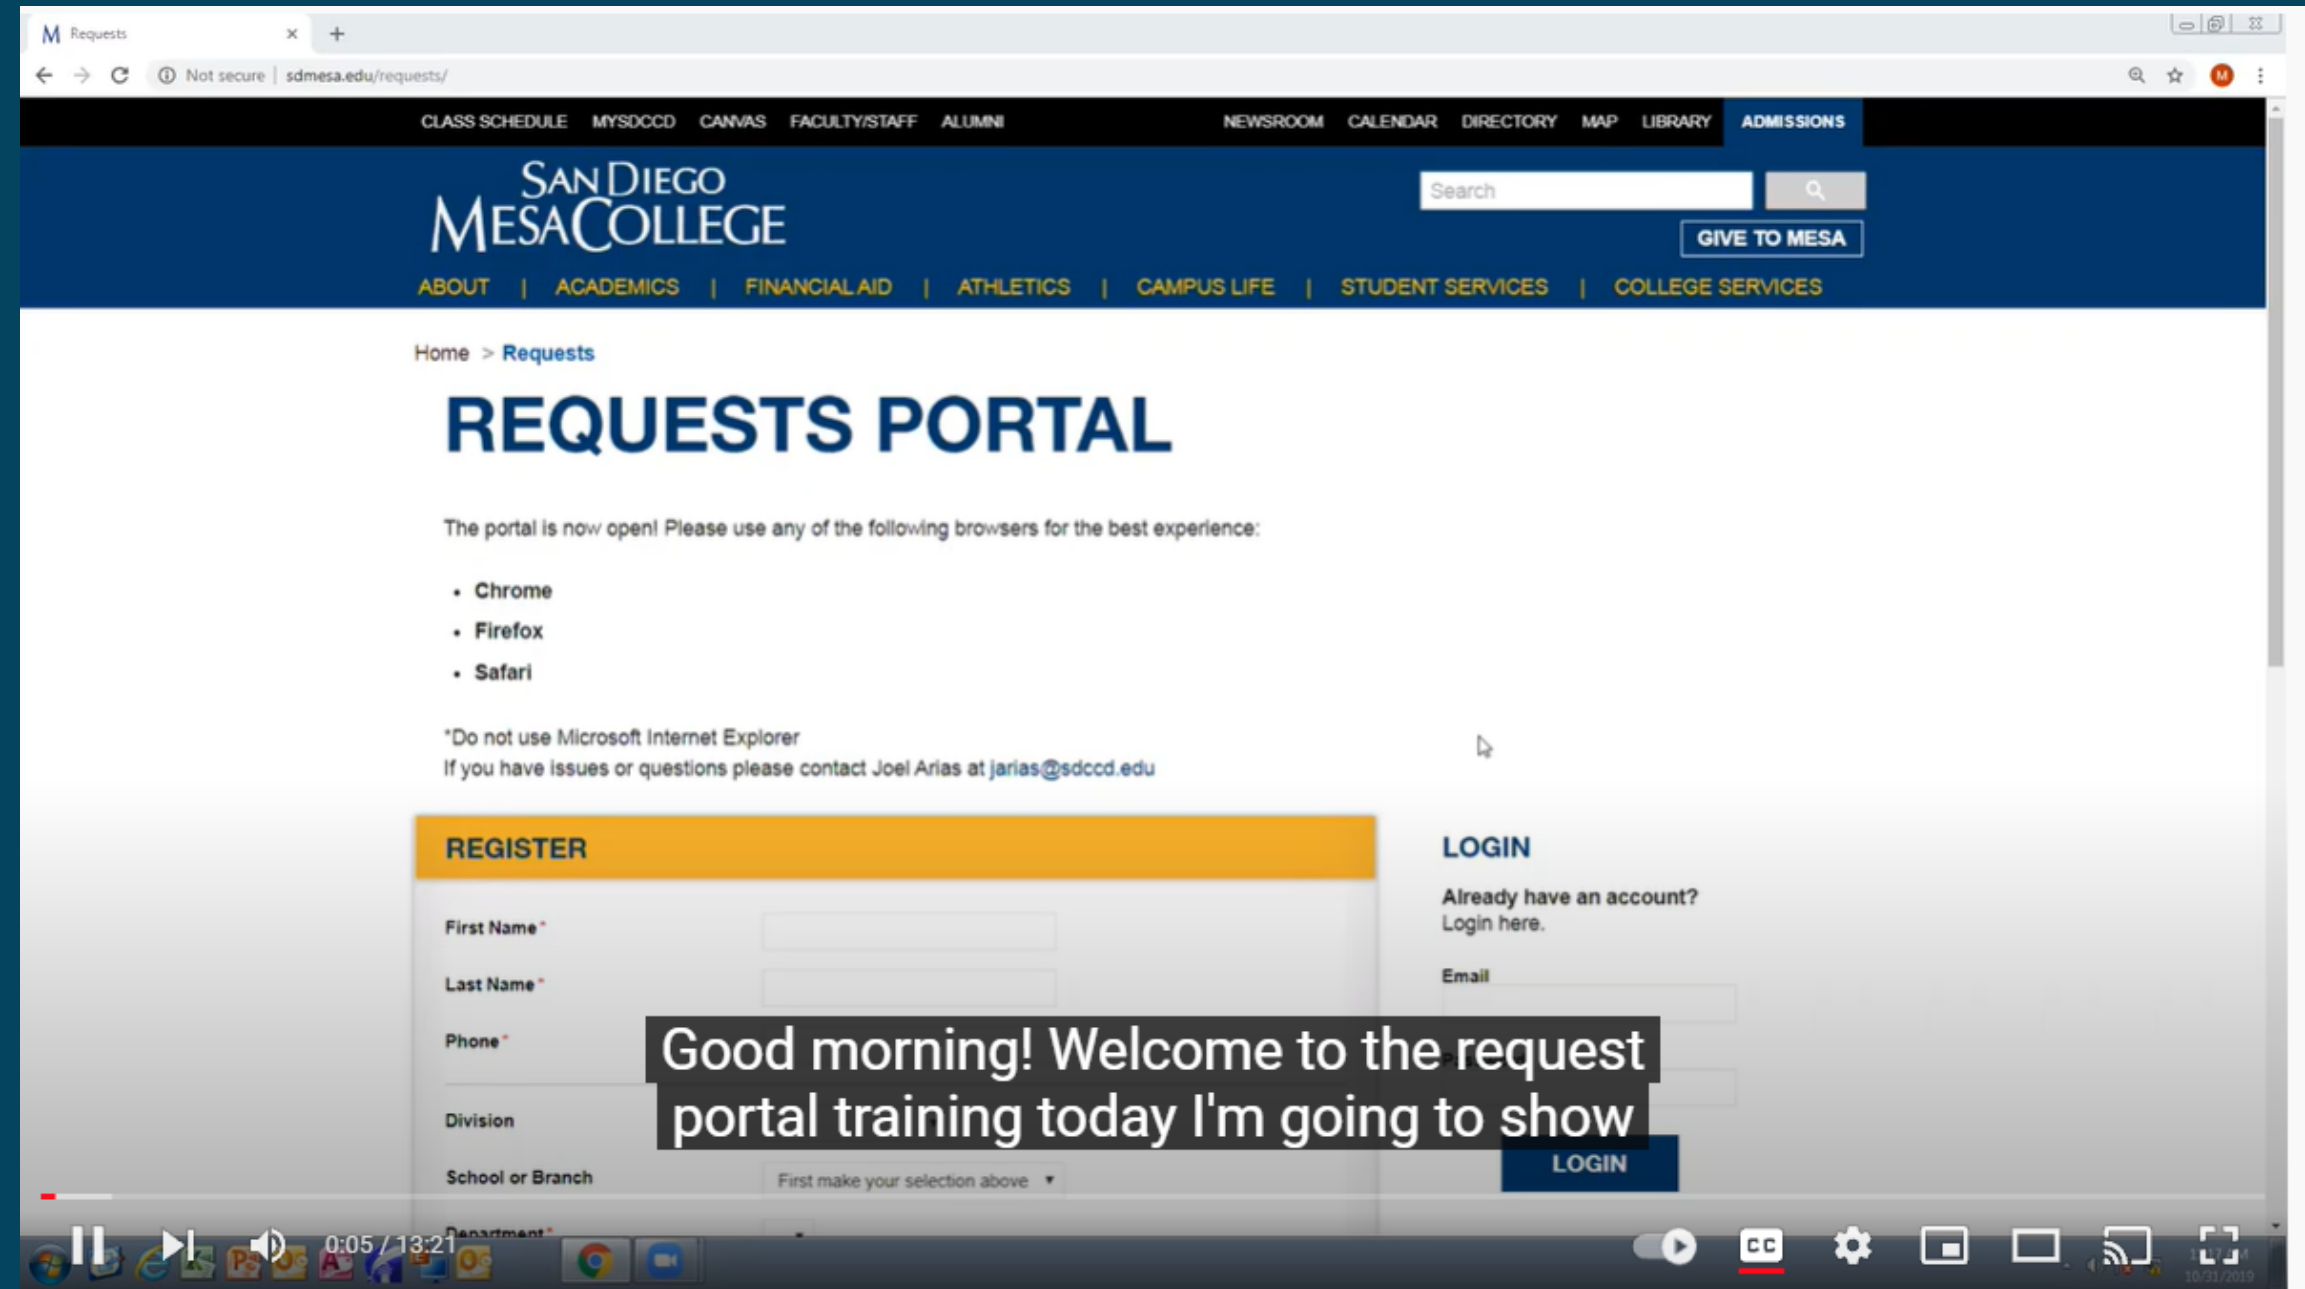 M Requests
Not secure | sdmesa.edu/requests/
M
CLASS SCHEDULE MYSDCCD CANVAS FACULTY/STAFF ALUMNI NEWSROOM CALENDAR DIRECTORY MAP LIBRARY ADMISSIONS
SAN DIEGO
MESA COLLEGE
Search
GIVE TO MESA
ABOUT | ACADEMICS | FINANCIAL AID | ATHLETICS | CAMPUS LIFE | STUDENT SERVICES | COLLEGE SERVICES
Home > Requests
REQUESTS PORTAL
The portal is now open! Please use any of the following browsers for the best experience:
• Chrome
• Firefox
• Safari
*Do not use Microsoft Internet Explorer
If you have issues or questions please contact Joel Arias at jarias@sdccd.edu
REGISTER
First Name*
Last Name*
Phone*
Division
School or Branch
First make your selection above
Department*
LOGIN
Already have an account?
Login here.
Email
LOGIN
Good morning! Welcome to the request
portal training today I'm going to show
0:05 / 13:21
CC
10/31/2019